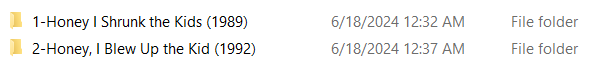 1-Honey I Shrunk the Kids (1989) 6/18/2024 12:32 AM File folder
2-Honey, I Blew Up the Kid (1992) 6/18/2024 12:37 AM File folder